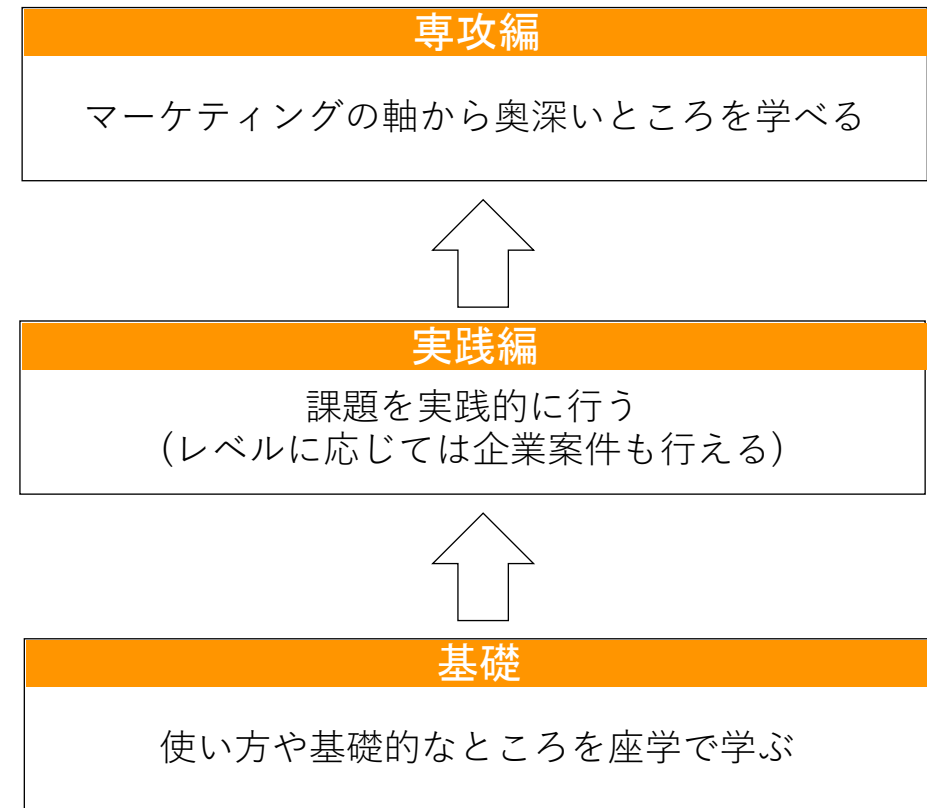 専攻編
マーケティングの軸から奥深いところを学べる
実践編
課題を実践的に行う
(レベルに応じては企業案件も行える)
基礎
使い方や基礎的なところを座学で学ぶ